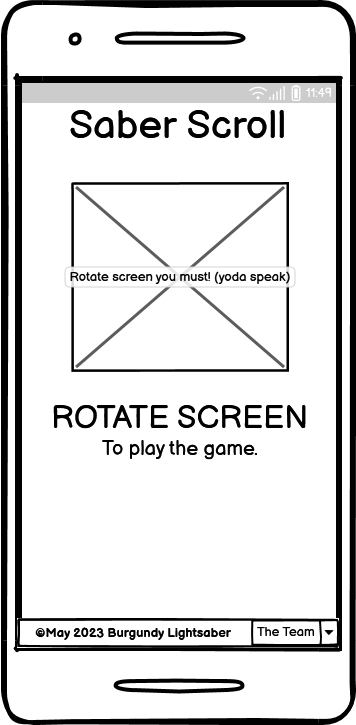 11:49
Saber Scroll
Rotate screen you must! (yoda speak)
ROTATE SCREEN
To play the game.
©May 2023 Burgundy Lightsaber
The Team